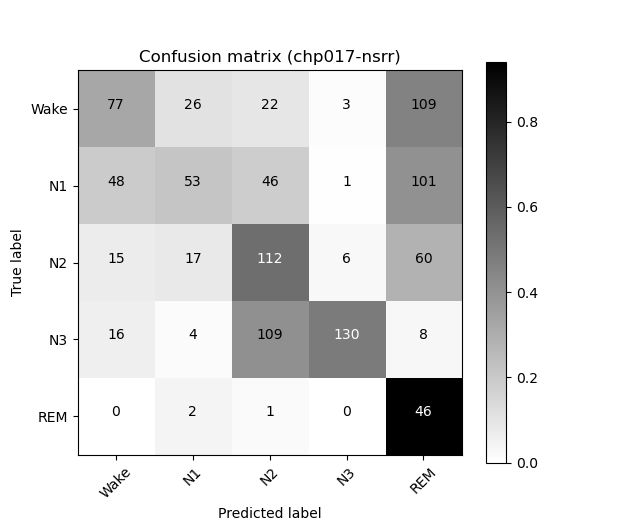 Confusion matrix (chp017-nsrr)
True label
Wake 77 26 22 3 109
N1 48 53 46 1 101
N2 15 17 112 6 60
N3 16 4 109 130 8
REM 0 2 1 0 46
Wake N1 N2 N3 REM
Predicted label
0.8
0.6
0.4
0.2
0.0